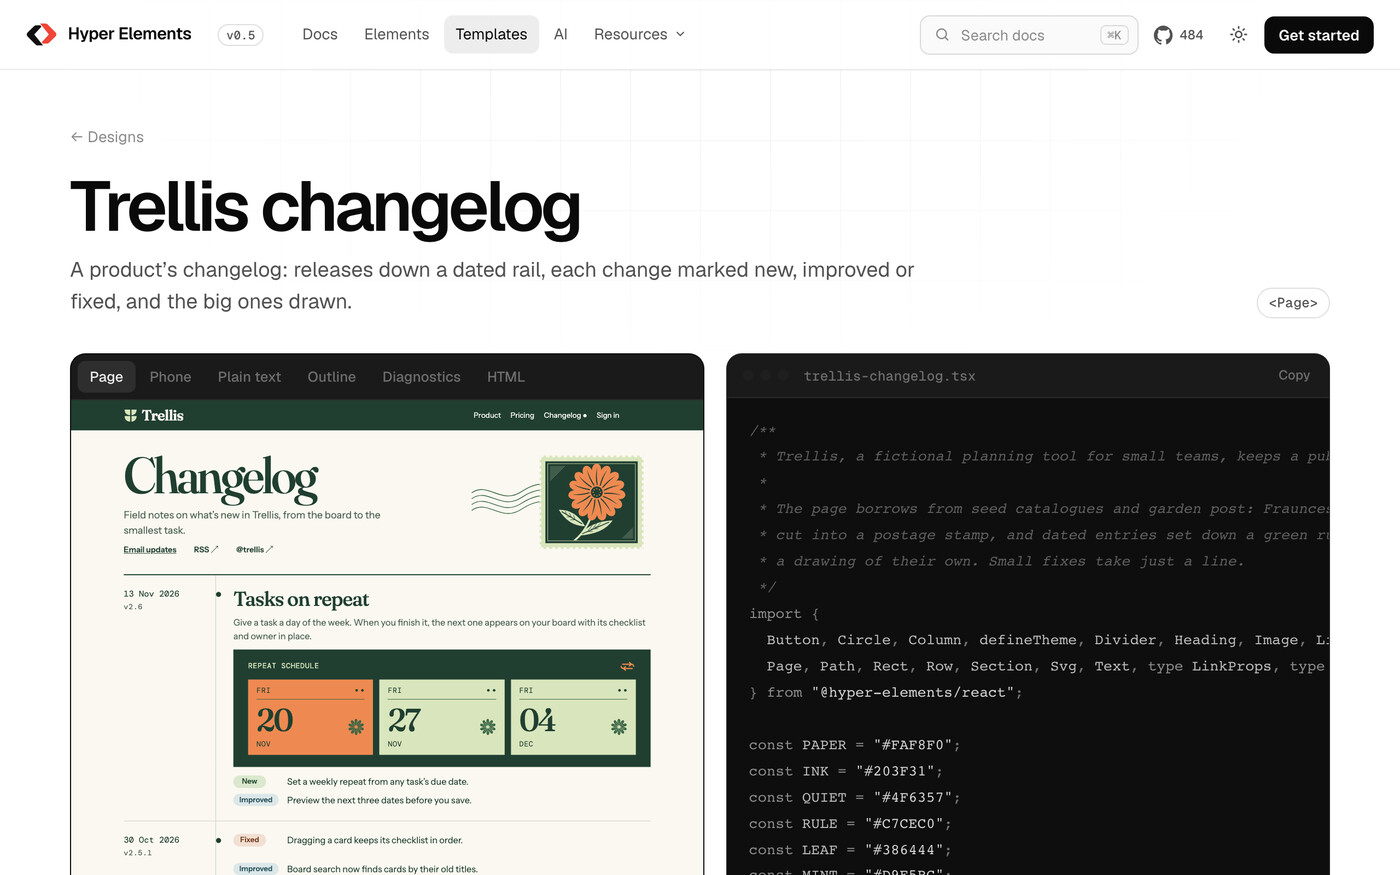 Hyper Elements
v0.5
Docs
Elements
Templates
AI
Resources
Search docs
⌘K
484
Get started
← Designs
Trellis changelog
A product’s changelog: releases down a dated rail, each change marked new, improved or
fixed, and the big ones drawn.
<Page>
Page
Phone
Plain text
Outline
Diagnostics
HTML
Trellis
Product
Pricing
Changelog
Sign in
Changelog
Field notes on what’s new in Trellis, from the board to the
smallest task.
Email updates
RSS ↗
@trellis ↗
13 Nov 2026
v2.6
Tasks on repeat
Give a task a day of the week. When you finish it, the next one appears on your board with its checklist
and owner in place.
REPEAT SCHEDULE
FRI
20
NOV
FRI
27
NOV
FRI
04
DEC
New
Set a weekly repeat from any task’s due date.
Improved
Preview the next three dates before you save.
30 Oct 2026
v2.5.1
Fixed
Dragging a card keeps its checklist in order.
Improved
Board search now finds cards by their old titles.
trellis-changelog.tsx
Copy
/**
* Trellis, a fictional planning tool for small teams, keeps a
*
* The page borrows from seed catalogues and garden post: Fraunces
* cut into a postage stamp, and dated entries set down a green
* a drawing of their own. Small fixes take just a line.
*/
import {
Button, Circle, Column, defineTheme, Divider, Heading, Image,
Page, Path, Rect, Row, Section, Svg, Text, type LinkProps, type
} from "@hyper-elements/react";
const PAPER = "#FAF8F0";
const INK = "#203F31";
const QUIET = "#4F6357";
const RULE = "#C7CEC0";
const LEAF = "#386444";
const MINT = "#D9E5BC";